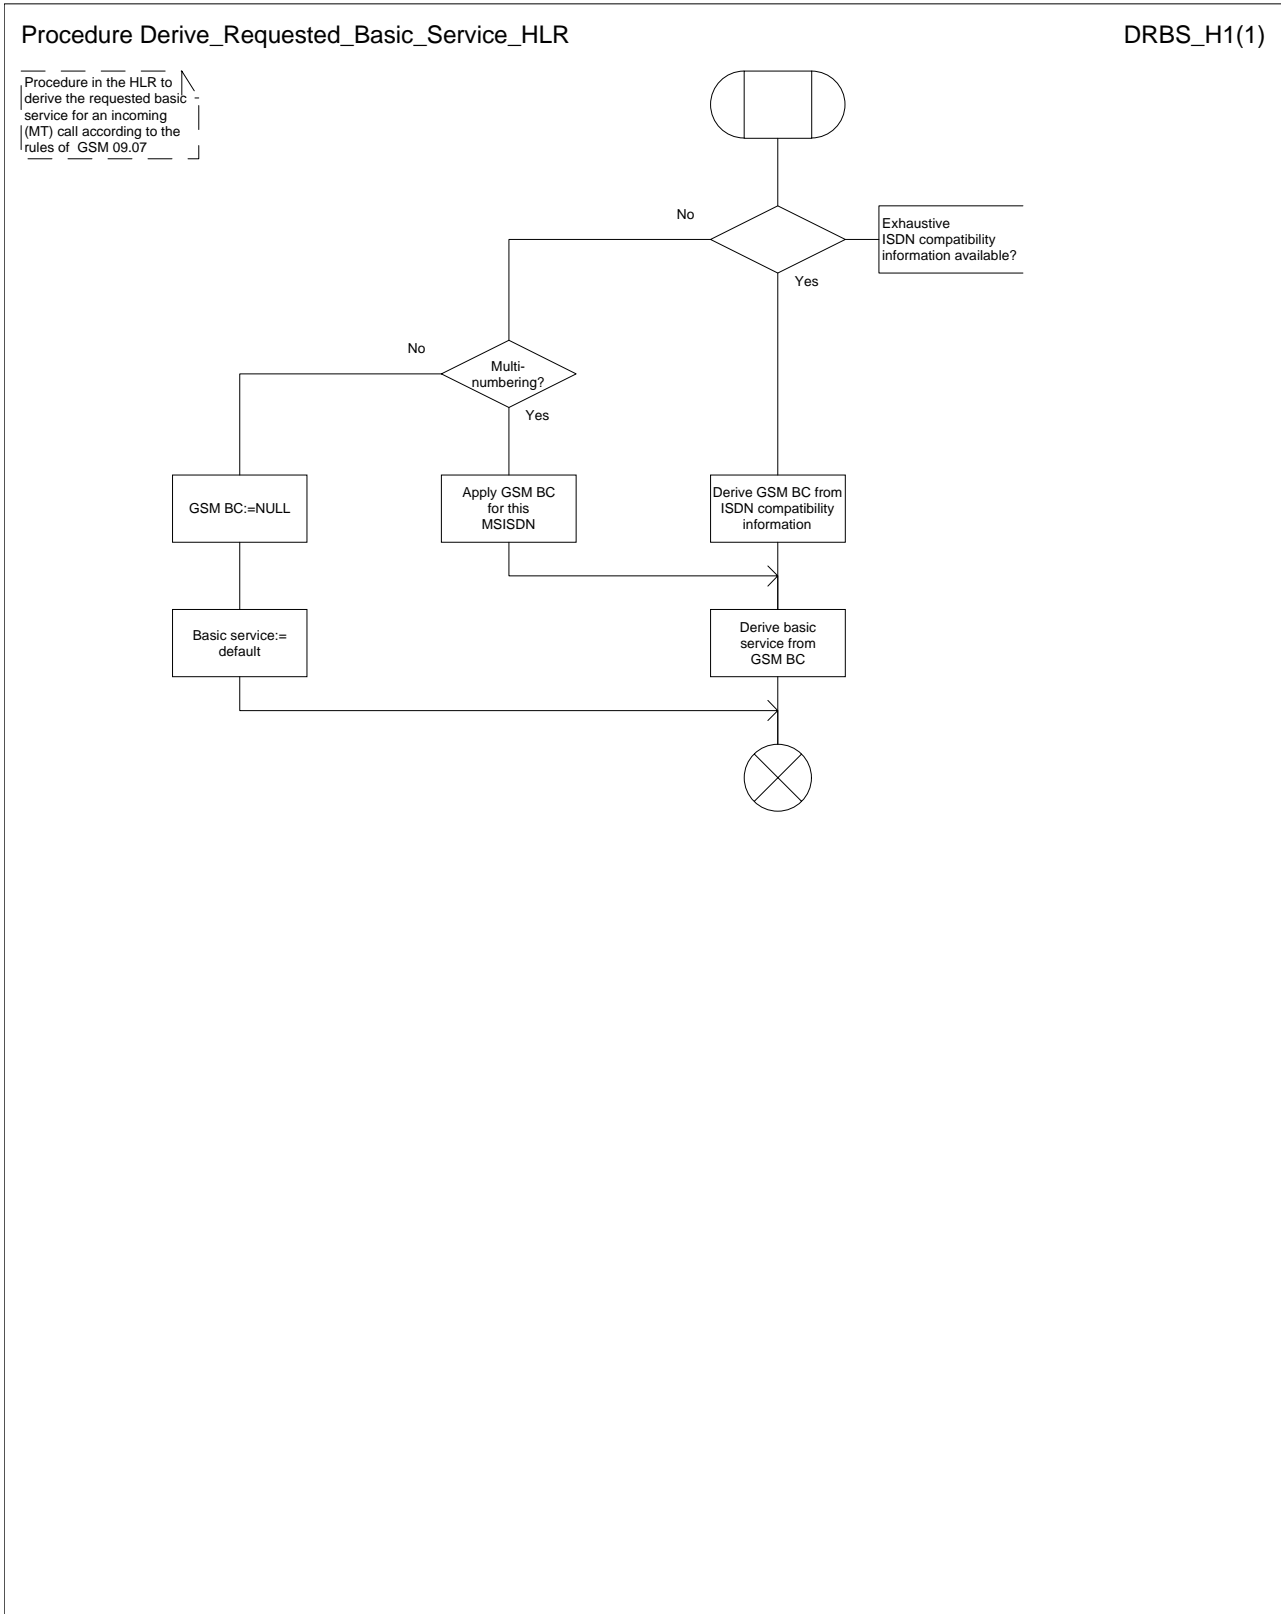 Procedure Derive_Requested_Basic_Service_HLR
DRBS_H1(1)
Procedure in the HLR to
derive the requested basic
service for an incoming
(MT) call according to the
rules of  GSM 09.07
No
Exhaustive
ISDN compatibility
information available?
Yes
No
Multi-
numbering?
Yes
GSM BC:=NULL
Apply GSM BC
for this
MSISDN
Derive GSM BC from
ISDN compatibility
information
Basic service:=
default
Derive basic
service from
GSM BC